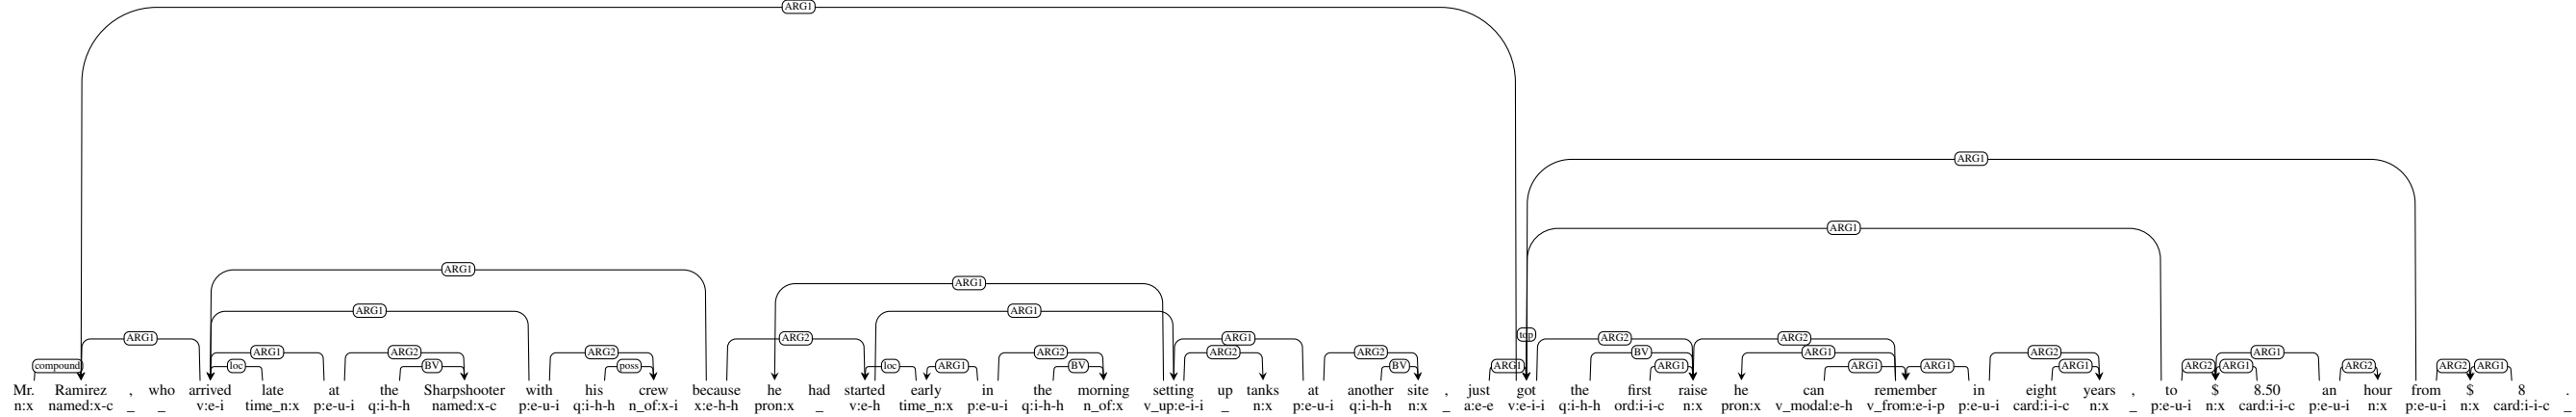 ARG1
ARG1
ARG1
ARG1
ARG1
ARG1 ARG1
ARG1 ARG2 ARG1 top ARG2 ARG2
ARG1 ARG2 ARG2 ARG2 ARG2 ARG2 BV ARG1 ARG2 ARG1
compound loc BV poss loc ARG1 BV BV ARG1 ARG1 ARG1 ARG1 ARG1 ARG2 ARG1 ARG2 ARG2 ARG1
Mr. Ramirez , who arrived late at the Sharpshooter with his crew because he had started early in the morning setting up tanks at another site , just got the first raise he can remember in eight years , to $ 8.50 an hour from $ 8
n:x named:x-c _ _ v:e-i time_n:x p:e-u-i q:i-h-h named:x-c p:e-u-i q:i-h-h n_of:x-i x:e-h-h pron:x _ v:e-h time_n:x p:e-u-i q:i-h-h n_of:x v_up:e-i-i _ n:x p:e-u-i q:i-h-h n:x _ a:e-e v:e-i-i q:i-h-h ord:i-i-c n:x pron:x v_modal:e-h v_from:e-i-p p:e-u-i card:i-i-c n:x _ p:e-u-i n:x card:i-i-c p:e-u-i n:x p:e-u-i n:x card:i-i-c